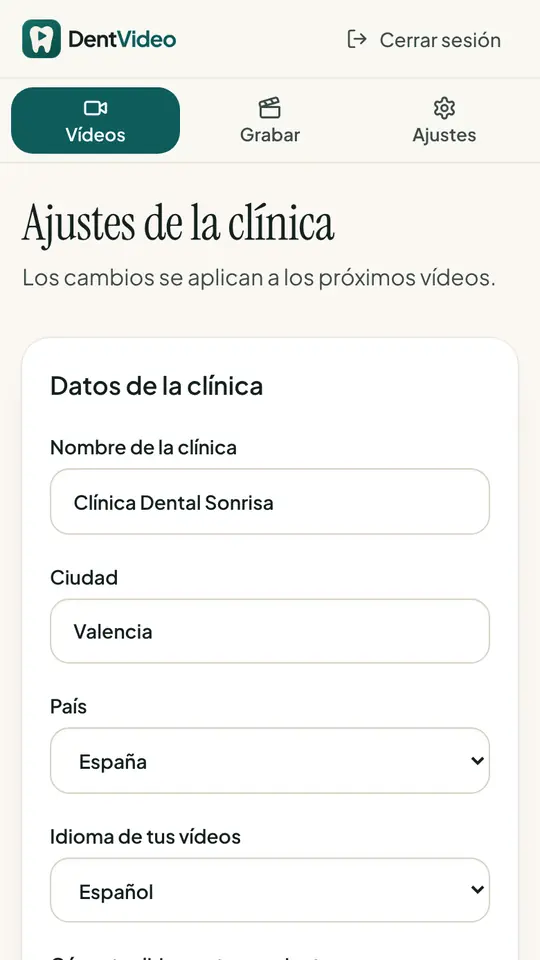 DentVideo
Cerrar sesión
Vídeos
Grabar
Ajustes
Ajustes de la clínica
Los cambios se aplican a los próximos vídeos.
Datos de la clínica
Nombre de la clínica
Clínica Dental Sonrisa
Ciudad
Valencia
País
España
Idioma de tus vídeos
Español